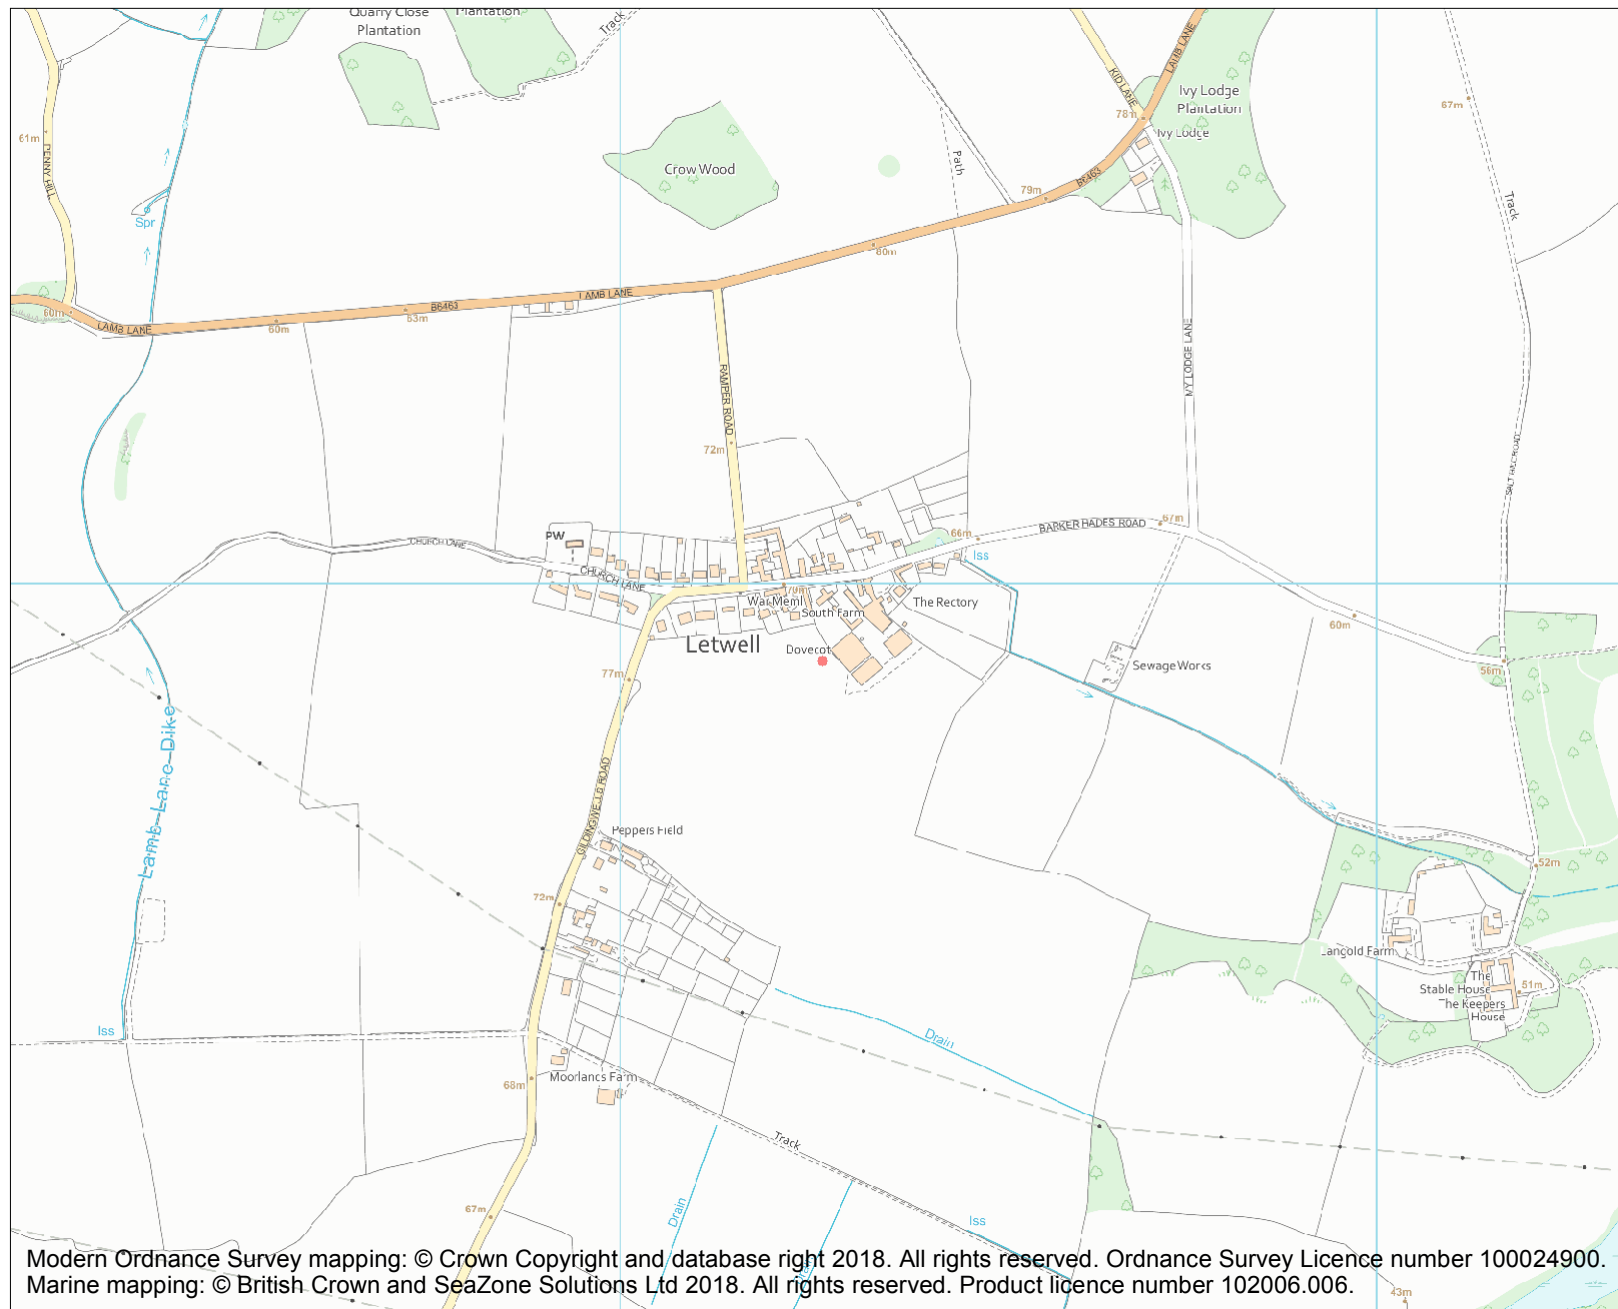 Quarry Close
Plantation
Plantation
Track
KID LANE
LAMB LANE
Ivy Lodge
Plantation
67m
78m
Ivy Lodge
61m
PENNY HILL
Path
Crow Wood
B6463
79m
Track
Spr
80m
LAMB LANE
B6463
60m
LAMB LANE
60m
63m
RAMPER ROAD
IVY LODGE LANE
72m
PW
CHURCH LANE
CHURCH LANE
66m
BARKER HADES ROAD
67m
Iss
79m
War Meml
South Farm
The Rectory
60m
Letwell
Dovecot
Sewage Works
56m
77m
Lamb Lane Dike
GILDINGWELLS ROAD
Peppers Field
52m
72m
Langold Farm
The
Stable House
51m
The Keepers
House
Iss
Drain
68m
Moorlands Farm
Track
Drain
67m
Iss
Drain
43m
Modern Ordnance Survey mapping: © Crown Copyright and database right 2018. All rights reserved. Ordnance Survey Licence number 100024900.
Marine mapping: © British Crown and SeaZone Solutions Ltd 2018. All rights reserved. Product licence number 102006.006.